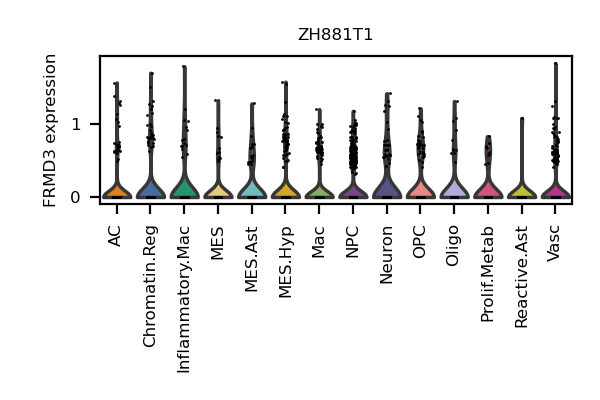 ZH881T1
FRMD3 expression
1
0
AC
Chromatin.Reg
Inflammatory.Mac
MES
MES.Ast
MES.Hyp
Mac
NPC
Neuron
OPC
Oligo
Prolif.Metab
Reactive.Ast
Vasc